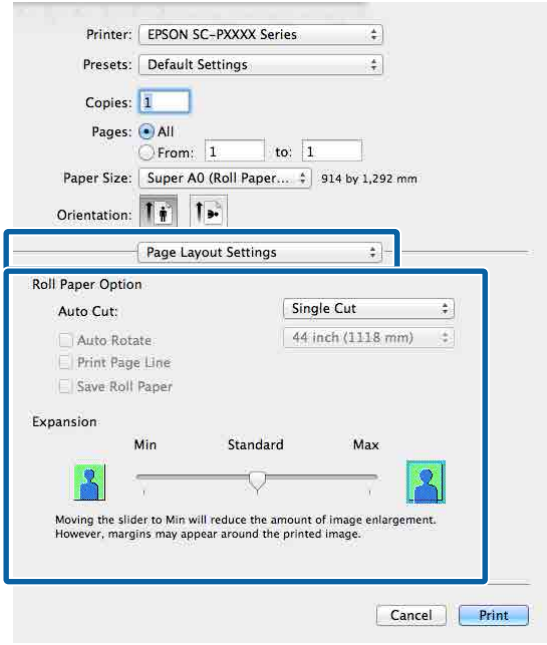 Printer: EPSON SC-PXXXX Series
Presets: Default Settings
Copies: 1
Pages: All
From: 1 to: 1
Paper Size: Super A0 (Roll Paper... 914 by 1,292 mm
Orientation:
Page Layout Settings
Roll Paper Option
Auto Cut: Single Cut
Auto Rotate 44 inch (1118 mm)
Print Page Line
Save Roll Paper
Expansion
Min Standard Max
Moving the slider to Min will reduce the amount of image enlargement.
However, margins may appear around the printed image.
Cancel Print